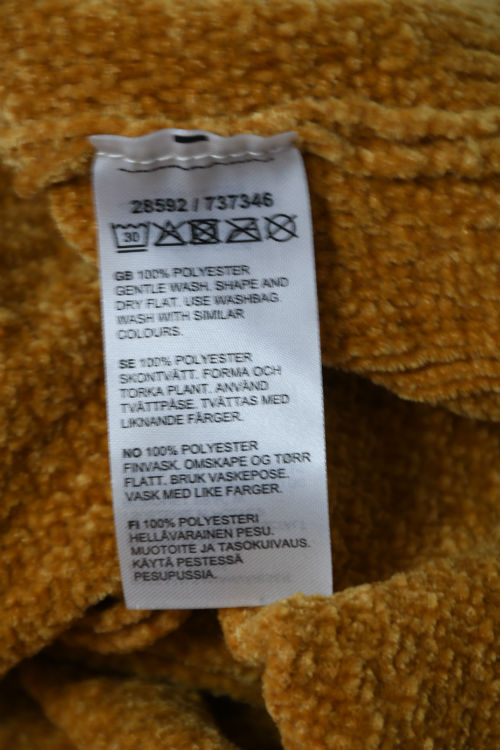 28592 / 737346
30
GB 100% POLYESTER
GENTLE WASH. SHAPE AND
DRY FLAT. USE WASHBAG.
WASH WITH SIMILAR
COLOURS.
SE 100% POLYESTER
SKONTVÄTT. FORMA OCH
TORKA PLANT. ANVÄND
TVÄTTPÅSE. TVÄTTAS MED
LIKNANDE FÄRGER.
NO 100% POLYESTER
FINVASK. OMSKAPE OG TØRR
FLATT. BRUK VASKEPOSE.
VASK MED LIKE FARGER.
FI 100% POLYESTERI
HELLÄVARAINEN PESU.
MUOTOITE JA TASOKUIVAUS.
KÄYTÄ PESTESSÄ
PESUPUSSIA.